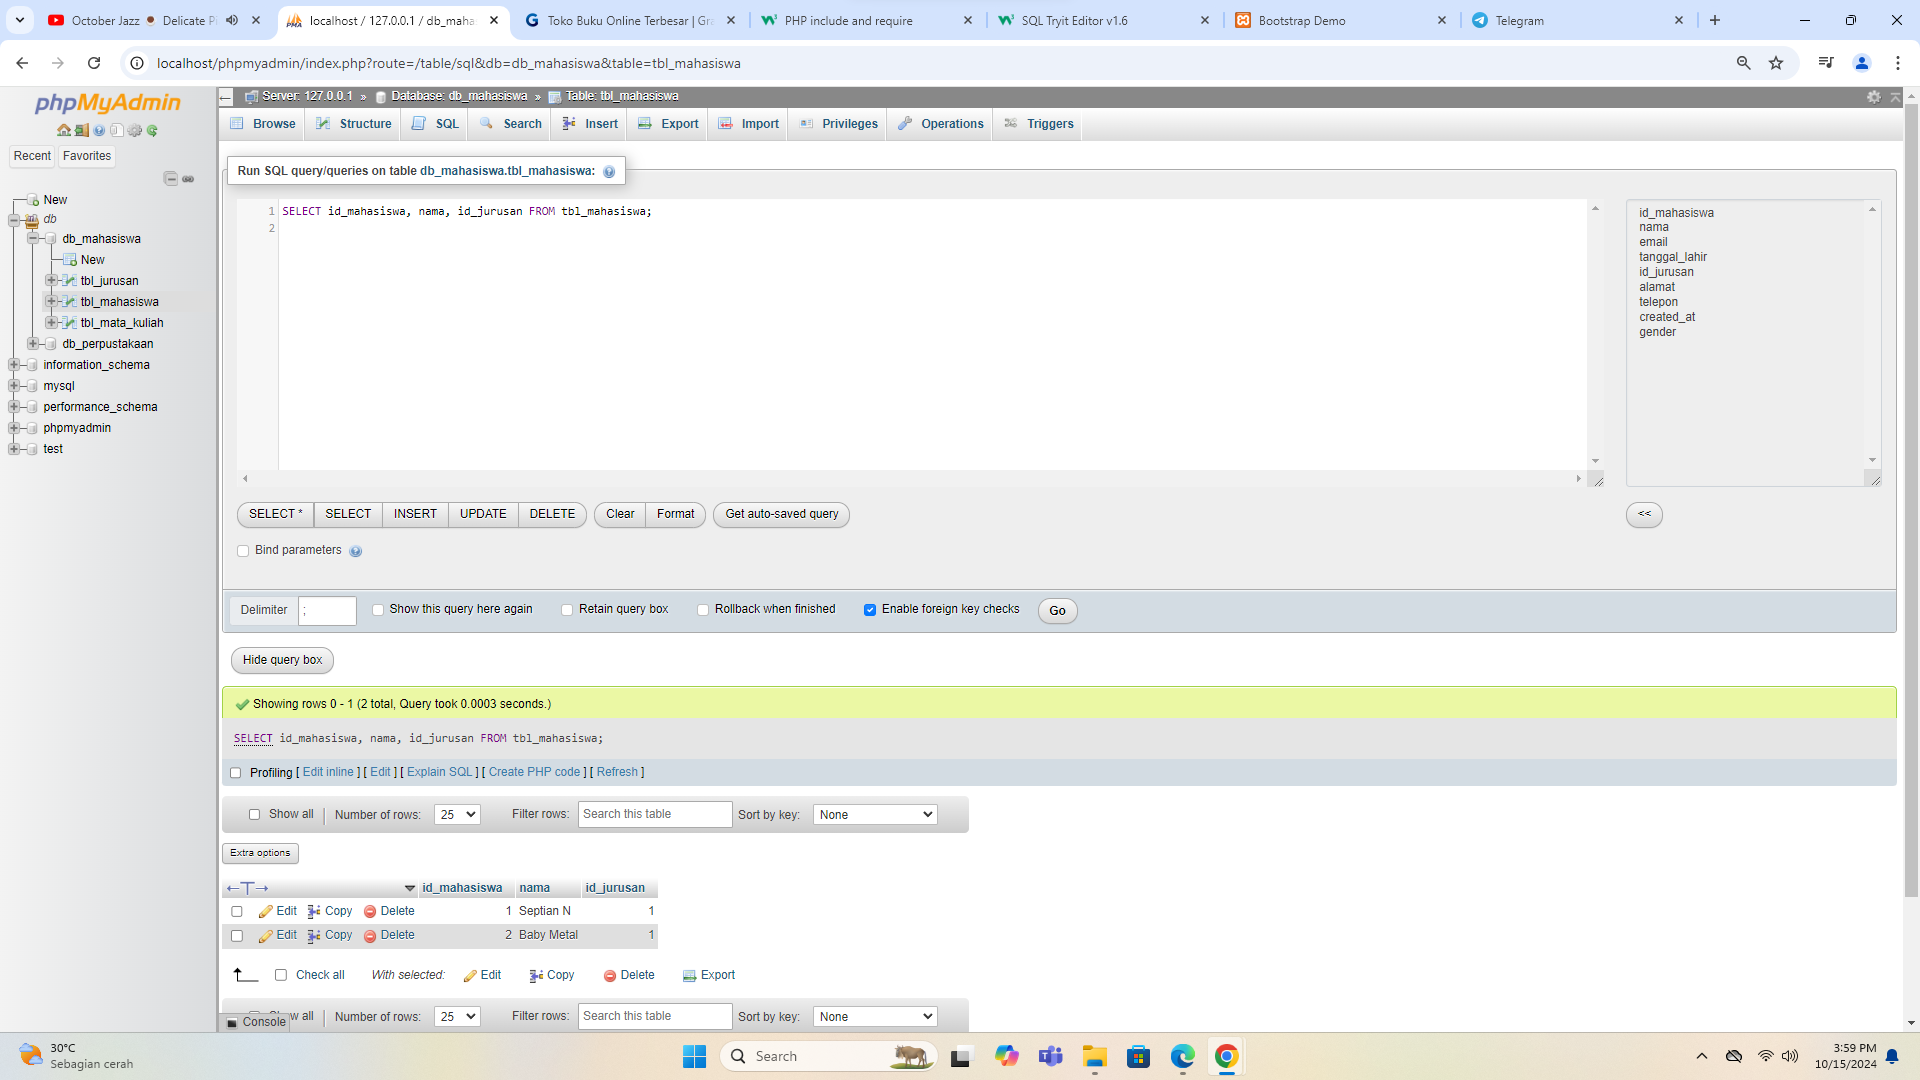 October Jazz
Delicate Pi
localhost / 127.0.0.1 / db_mahas
Toko Buku Online Terbesar | Gra
PHP include and require
SQL Tryit Editor v1.6
Bootstrap Demo
Telegram
localhost/phpmyadmin/index.php?route=/table/sql&db=db_mahasiswa&table=tbl_mahasiswa
phpMyAdmin
Recent
Favorites
New
db
db_mahasiswa
New
tbl_jurusan
tbl_mahasiswa
tbl_mata_kuliah
db_perpustakaan
information_schema
mysql
performance_schema
phpmyadmin
test
Server: 127.0.0.1 » Database: db_mahasiswa » Table: tbl_mahasiswa
Browse Structure SQL Search Insert Export Import Privileges Operations Triggers
Run SQL query/queries on table db_mahasiswa.tbl_mahasiswa:
1 SELECT id_mahasiswa, nama, id_jurusan FROM tbl_mahasiswa;
2
id_mahasiswa
nama
email
tanggal_lahir
id_jurusan
alamat
telepon
created_at
gender
SELECT * SELECT INSERT UPDATE DELETE Clear Format Get auto-saved query <<
Bind parameters
Delimiter ; Show this query here again Retain query box Rollback when finished Enable foreign key checks Go
Hide query box
Showing rows 0 - 1 (2 total, Query took 0.0003 seconds.)
SELECT id_mahasiswa, nama, id_jurusan FROM tbl_mahasiswa;
Profiling [ Edit inline ] [ Edit ] [ Explain SQL ] [ Create PHP code ] [ Refresh ]
Show all Number of rows: 25 Filter rows: Search this table Sort by key: None
Extra options
←T→ id_mahasiswa nama id_jurusan
Edit Copy Delete 1 Septian N 1
Edit Copy Delete 2 Baby Metal 1
Check all With selected: Edit Copy Delete Export
all Number of rows: 25 Filter rows: Search this table Sort by key: None
Console
30°C
Sebagian cerah
Search
3:59 PM
10/15/2024